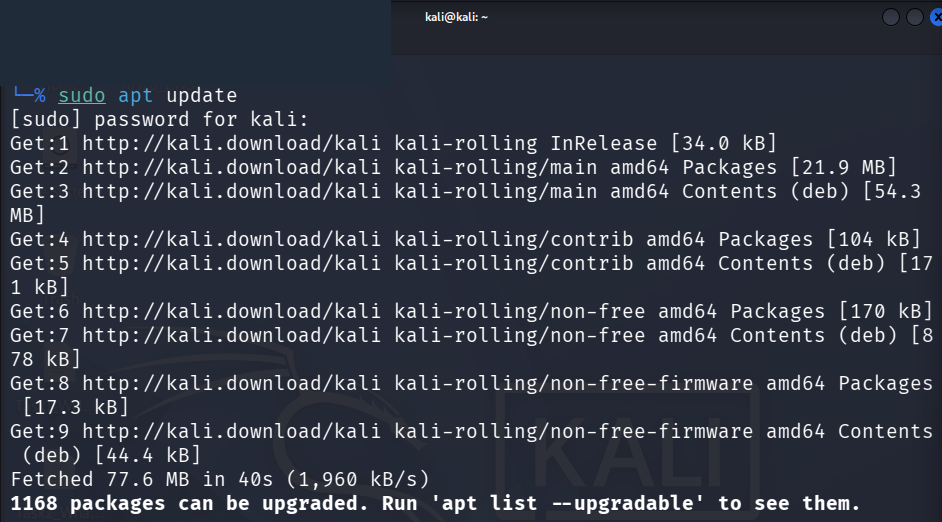 kali@kali: ~
└─% sudo apt update
[sudo] password for kali:
Get:1 http://kali.download/kali kali-rolling InRelease [34.0 kB]
Get:2 http://kali.download/kali kali-rolling/main amd64 Packages [21.9 MB]
Get:3 http://kali.download/kali kali-rolling/main amd64 Contents (deb) [54.3
MB]
Get:4 http://kali.download/kali kali-rolling/contrib amd64 Packages [104 kB]
Get:5 http://kali.download/kali kali-rolling/contrib amd64 Contents (deb) [17
1 kB]
Get:6 http://kali.download/kali kali-rolling/non-free amd64 Packages [170 kB]
Get:7 http://kali.download/kali kali-rolling/non-free amd64 Contents (deb) [8
78 kB]
Get:8 http://kali.download/kali kali-rolling/non-free-firmware amd64 Packages
 [17.3 kB]
Get:9 http://kali.download/kali kali-rolling/non-free-firmware amd64 Contents
 (deb) [44.4 kB]
Fetched 77.6 MB in 40s (1,960 kB/s)
1168 packages can be upgraded. Run 'apt list --upgradable' to see them.
KALI